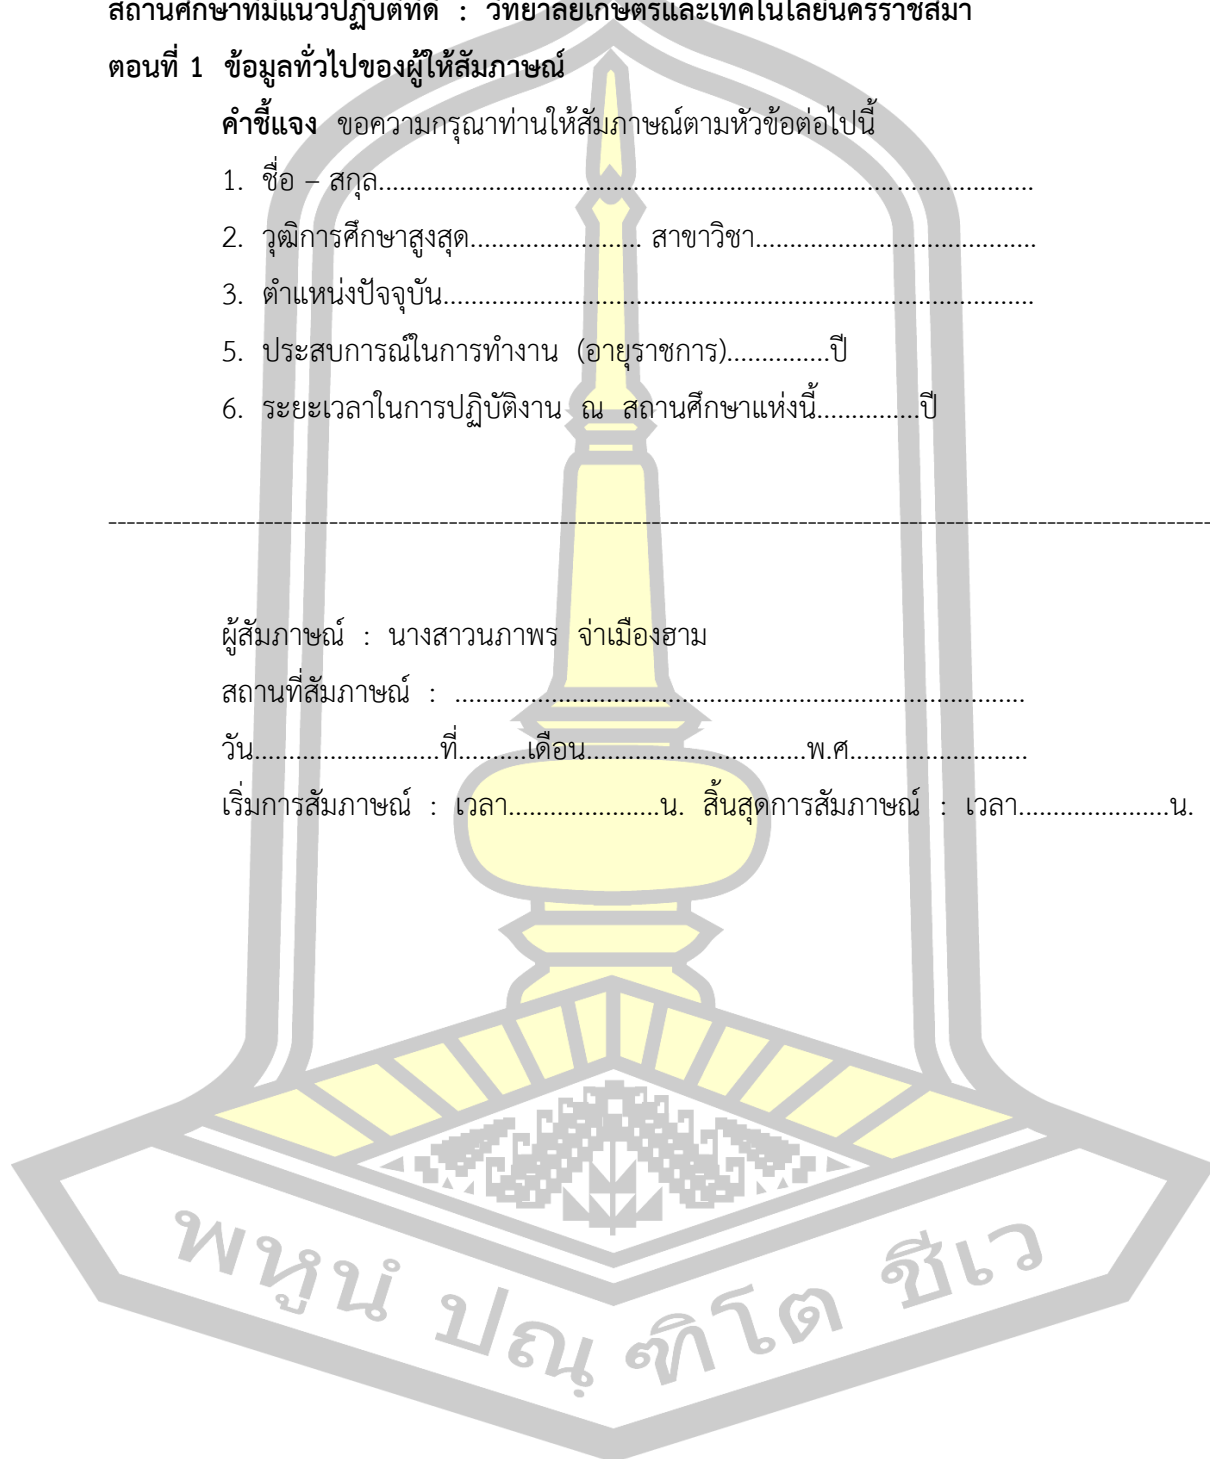 สถานศึกษาที่มีแนวปฏิบัติที่ดี : วิทยาลัยเกษตรและเทคโนโลยีนครราชสีมา
ตอนที่ 1 ข้อมูลทั่วไปของผู้ให้สัมภาษณ์
คำชี้แจง ขอความกรุณาท่านให้สัมภาษณ์ตามหัวข้อต่อไปนี้
1. ชื่อ – สกุล................................................................................................
2. วุฒิการศึกษาสูงสุด......................... สาขาวิชา.........................................
3. ตำแหน่งปัจจุบัน......................................................................................
5. ประสบการณ์ในการทำงาน (อายุราชการ)...............ปี
6. ระยะเวลาในการปฏิบัติงาน ณ สถานศึกษาแห่งนี้...............ปี
ผู้สัมภาษณ์ : นางสาวนภาพร จ่าเมืองฮาม
สถานที่สัมภาษณ์ : ...................................................................................
วัน...........................ที่..........เดือน................................พ.ศ..........................
เริ่มการสัมภาษณ์ : เวลา......................น. สิ้นสุดการสัมภาษณ์ : เวลา......................น.
พหูนํ ปณฺฑิโต ชีเว